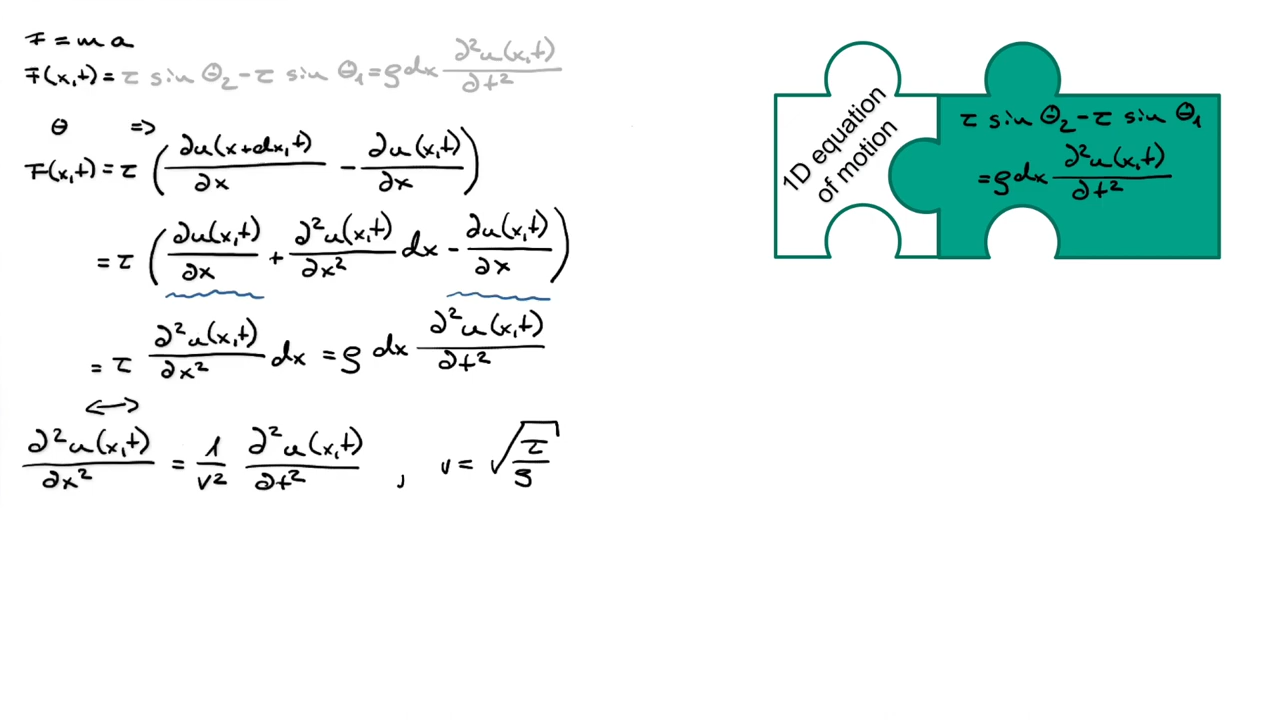 F = m a
F(x,t) = τ sin Θ₂ - τ sin Θ₁ = ρ dx ∂²u(x,t)/∂t²
Θ ⇒
F(x,t) = τ (∂u(x+dx,t)/∂x - ∂u(x,t)/∂x)
= τ (∂u(x,t)/∂x + ∂²u(x,t)/∂x² dx - ∂u(x,t)/∂x)
= τ ∂²u(x,t)/∂x² dx = ρ dx ∂²u(x,t)/∂t²
↔
∂²u(x,t)/∂x² = 1/v² ∂²u(x,t)/∂t² , v = √(τ/ρ)
1D equation
of motion
τ sin Θ₂ - τ sin Θ₁
= ρ dx ∂²u(x,t)/∂t²